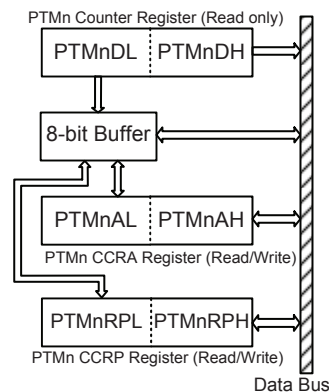 PTMn Counter Register (Read only)
PTMnDL PTMnDH
8-bit Buffer
PTMnAL PTMnAH
PTMn CCRA Register (Read/Write)
PTMnRPL PTMnRPH
PTMn CCRP Register (Read/Write)
Data Bus